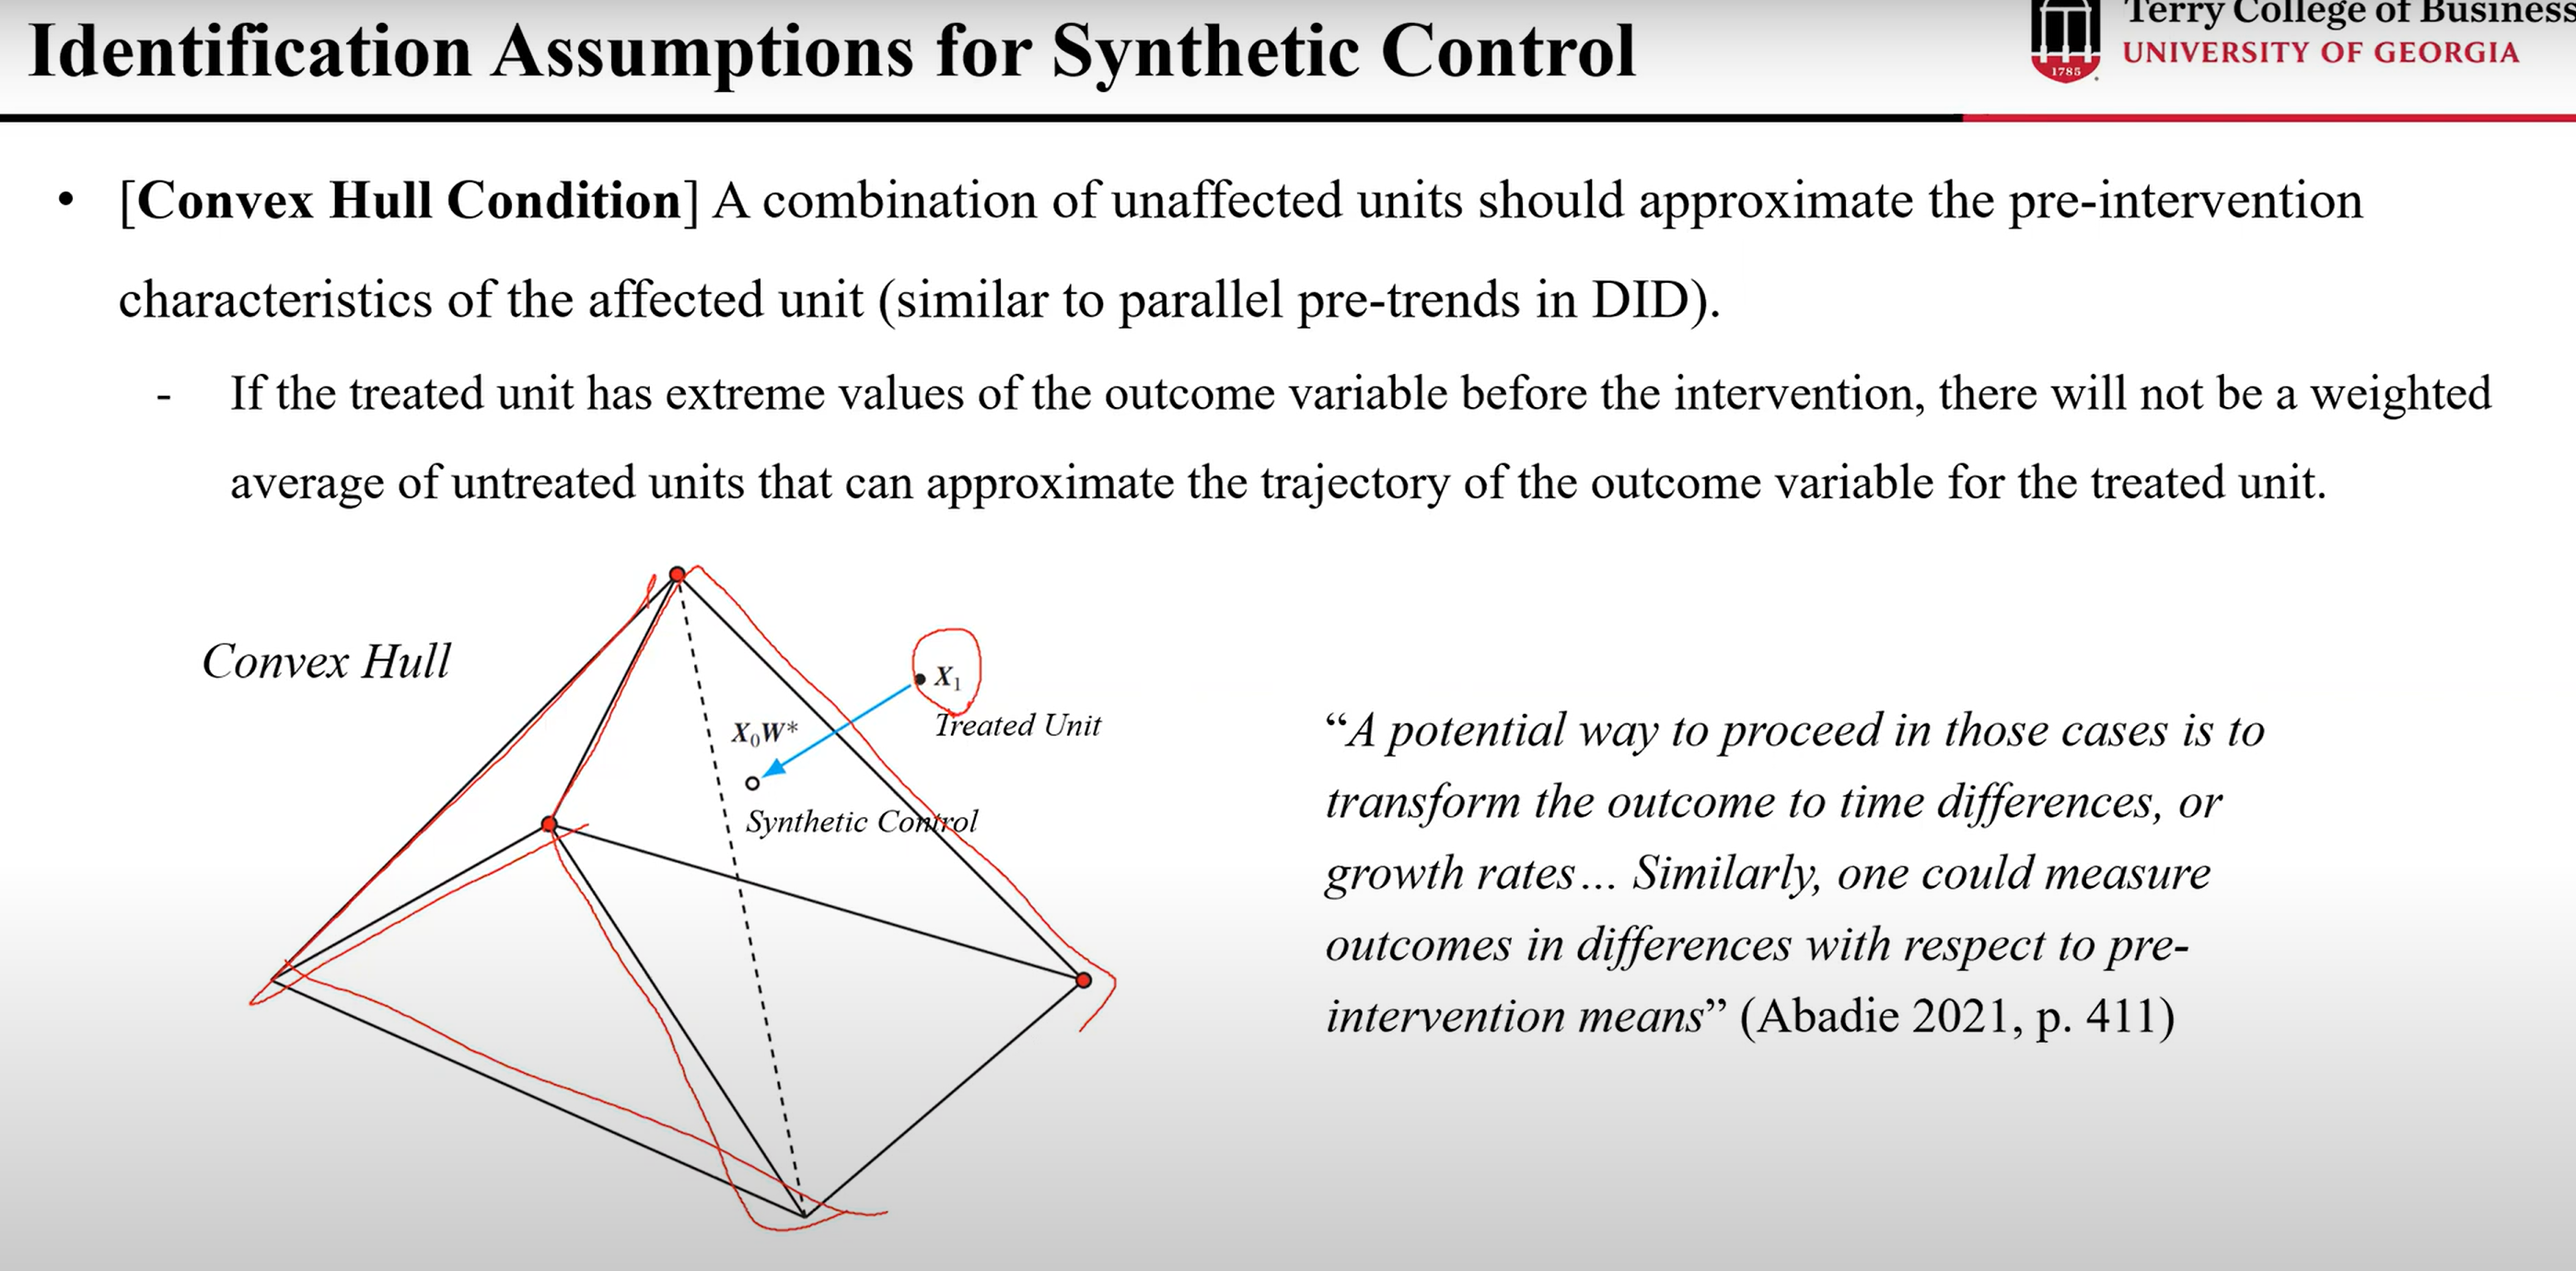 Identification Assumptions for Synthetic Control
Terry College of Business
UNIVERSITY OF GEORGIA
1785
• [Convex Hull Condition] A combination of unaffected units should approximate the pre-intervention
characteristics of the affected unit (similar to parallel pre-trends in DID).
- If the treated unit has extreme values of the outcome variable before the intervention, there will not be a weighted
average of untreated units that can approximate the trajectory of the outcome variable for the treated unit.
Convex Hull
X₁
Treated Unit
X₀W*
Synthetic Control
“A potential way to proceed in those cases is to
transform the outcome to time differences, or
growth rates… Similarly, one could measure
outcomes in differences with respect to pre-
intervention means” (Abadie 2021, p. 411)